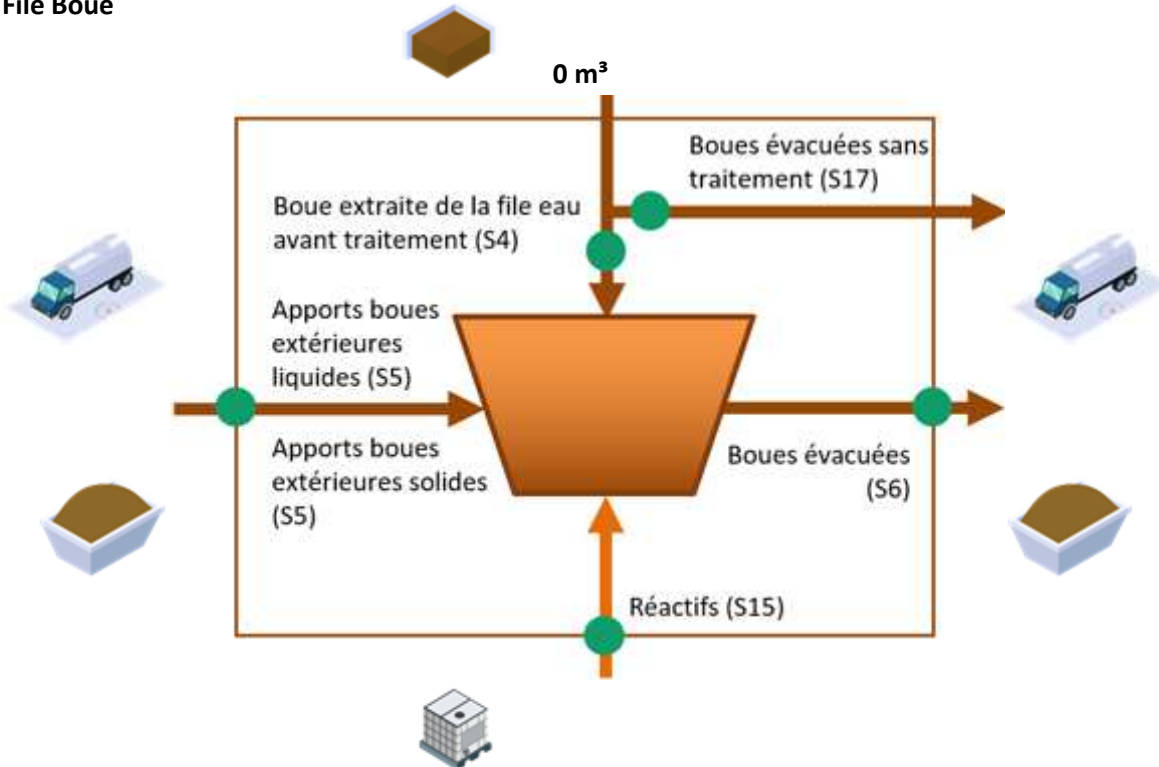 File Boue
0 m³
Boues évacuées sans
traitement (S17)
Boue extraite de la file eau
avant traitement (S4)
Apports boues
extérieures
liquides (S5)
Apports boues
extérieures solides
(S5)
Boues évacuées
(S6)
Réactifs (S15)